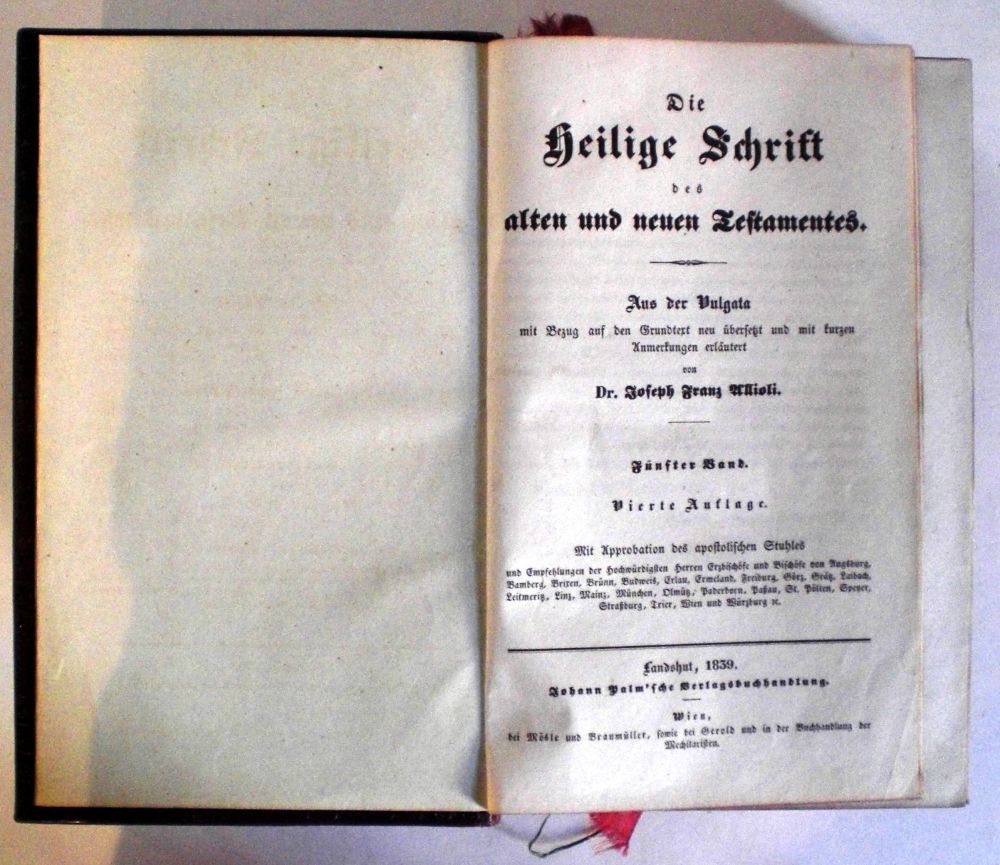 Die
Heilige Schrift
des
alten und neuen Testamentes.
Aus der Vulgata
mit Bezug auf den Grundtext neu übersetzt und mit kurzen
Anmerkungen erläutert
von
Dr. Joseph Franz Allioli.
Fünfter Band.
Vierte Auflage.
Mit Approbation des apostolischen Stuhles
und Empfehlungen der Hochwürdigsten Herren Erzbischöfe und Bischöfe von Augsburg,
Bamberg, Brixen, Brünn, Budweis, Erlau, Ermeland, Freiburg, Görz, Grätz, Laibach,
Leitmeritz, Linz, Mainz, München, Olmütz, Paderborn, Paßau, St. Pölten, Speyer,
Straßburg, Trier, Wien und Würzburg ꝛc.
Landshut, 1839.
Johann Palm'sche Verlagsbuchhandlung.
Wien,
bei Mösle und Braumüller, sowie bei Gerold und in der Buchhandlung der
Mechitaristen.